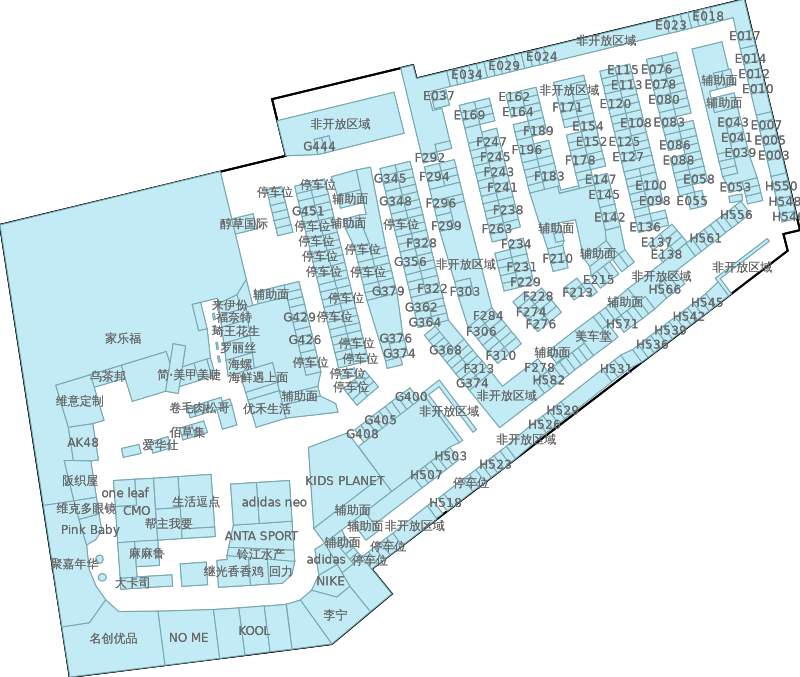 E018
E023
非开放区域
E017
E024
E029
E034
E014
E115
E076
E012
辅助面
E113
E078
E010
非开放区域
E037
E162
E120
E080
辅助面
F171
E164
E169
非开放区域
E108
E083
E043
E007
E154
F189
E041
E005
G444
F247
E152
E125
E086
F196
E039
E003
F292
F245
F178
E127
E088
F243
G345
F294
F183
E147
E058
停车位
停车位
F241
E100
E053
H550
E145
辅助面
G348
F296
E098
E055
H548
G451
F238
E142
H556
H546
醇草国际
停车位
辅助面
停车位
F299
F263
辅助面
E136
停车位
F328
F234
E137
H561
停车位
停车位
辅助面
E138
G356
非开放区域
F210
停车位
停车位
F231
非开放区域
非开放区域
F229
E215
辅助面
停车位
G379
F322
F303
F213
H566
F228
来伊份
G362
辅助面
H545
福奈特
G429
停车位
F284
F274
H542
琦王花生
G364
F306
F276
H571
H539
家乐福
G426
G376
美车堂
罗丽丝
停车位
G368
H536
G374
停车位
F310
辅助面
海螺
停车位
F313
F278
H531
乌茶邦
简·美甲美睫
海鲜遇上面
停车位
停车位
G374
H582
维意定制
辅助面
G400
非开放区域
卷毛肉松哥
优禾生活
非开放区域
H529
G405
H526
佰草集
G408
AK48
爱华仕
非开放区域
H503
H523
阪织屋
KIDS PLANET
H507
停车位
one leaf
生活逗点
adidas neo
H518
维克多眼镜
CMO
辅助面
Pink Baby
帮主我要
辅助面
非开放区域
ANTA SPORT
辅助面
停车位
麻麻鲁
铃江水产
adidas
停车位
聚嘉年华
继光香香鸡
回力
大卡司
NIKE
李宁
名创优品
NO ME
KOOL